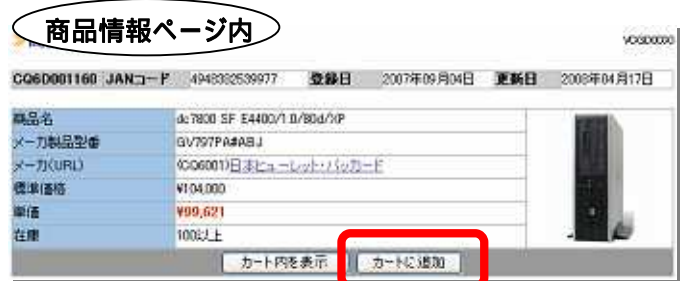 商品情報ページ内
CQ6D001160 JANコード 4948382539977 登録日 2007年09月04日 更新日 2008年04月17日
商品名 dc7800 SF E4400/1.0/80d/XP
メーカ製品型番 GV797PA#ABJ
メーカ(URL) (CQ6001)日本ヒューレット・パッカード
標準価格 ¥104,000
単価 ¥99,621
在庫 100以上
カート内を表示 カートに追加